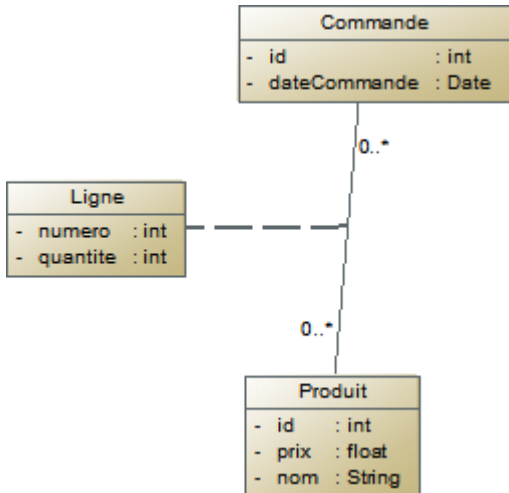 Commande
- id : int
- dateCommande : Date
0..*
Ligne
- numero : int
- quantite : int
0..*
Produit
- id : int
- prix : float
- nom : String